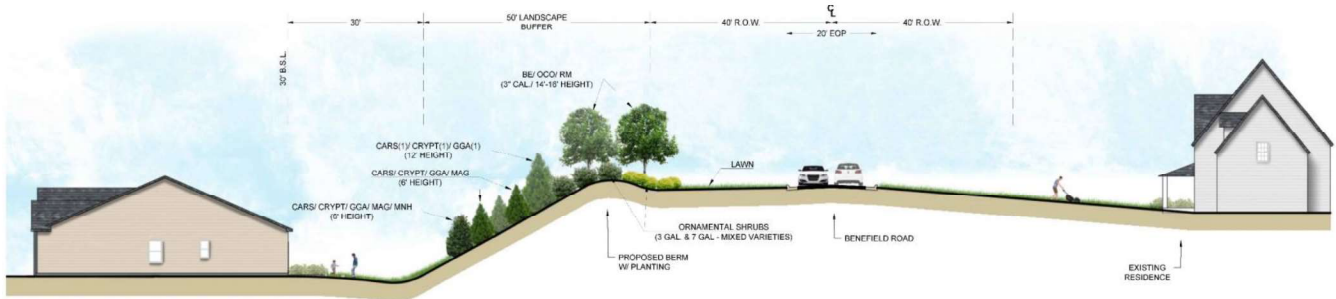 30'
50' LANDSCAPE
BUFFER
40' R.O.W.
CL
40' R.O.W.
20' EOP
30' B.S.L.
BE/ OCO/ RM
(3" CAL./ 14'-16' HEIGHT)
CARS(1)/ CRYPT(1)/ GGA(1)
(12' HEIGHT)
CARS/ CRYPT/ GGA/ MAG
(6' HEIGHT)
CARS/ CRYPT/ GGA/ MAG/ MNH
(6' HEIGHT)
LAWN
ORNAMENTAL SHRUBS
(3 GAL. & 7 GAL - MIXED VARIETIES)
PROPOSED BERM
W/ PLANTING
BENEFIELD ROAD
EXISTING
RESIDENCE